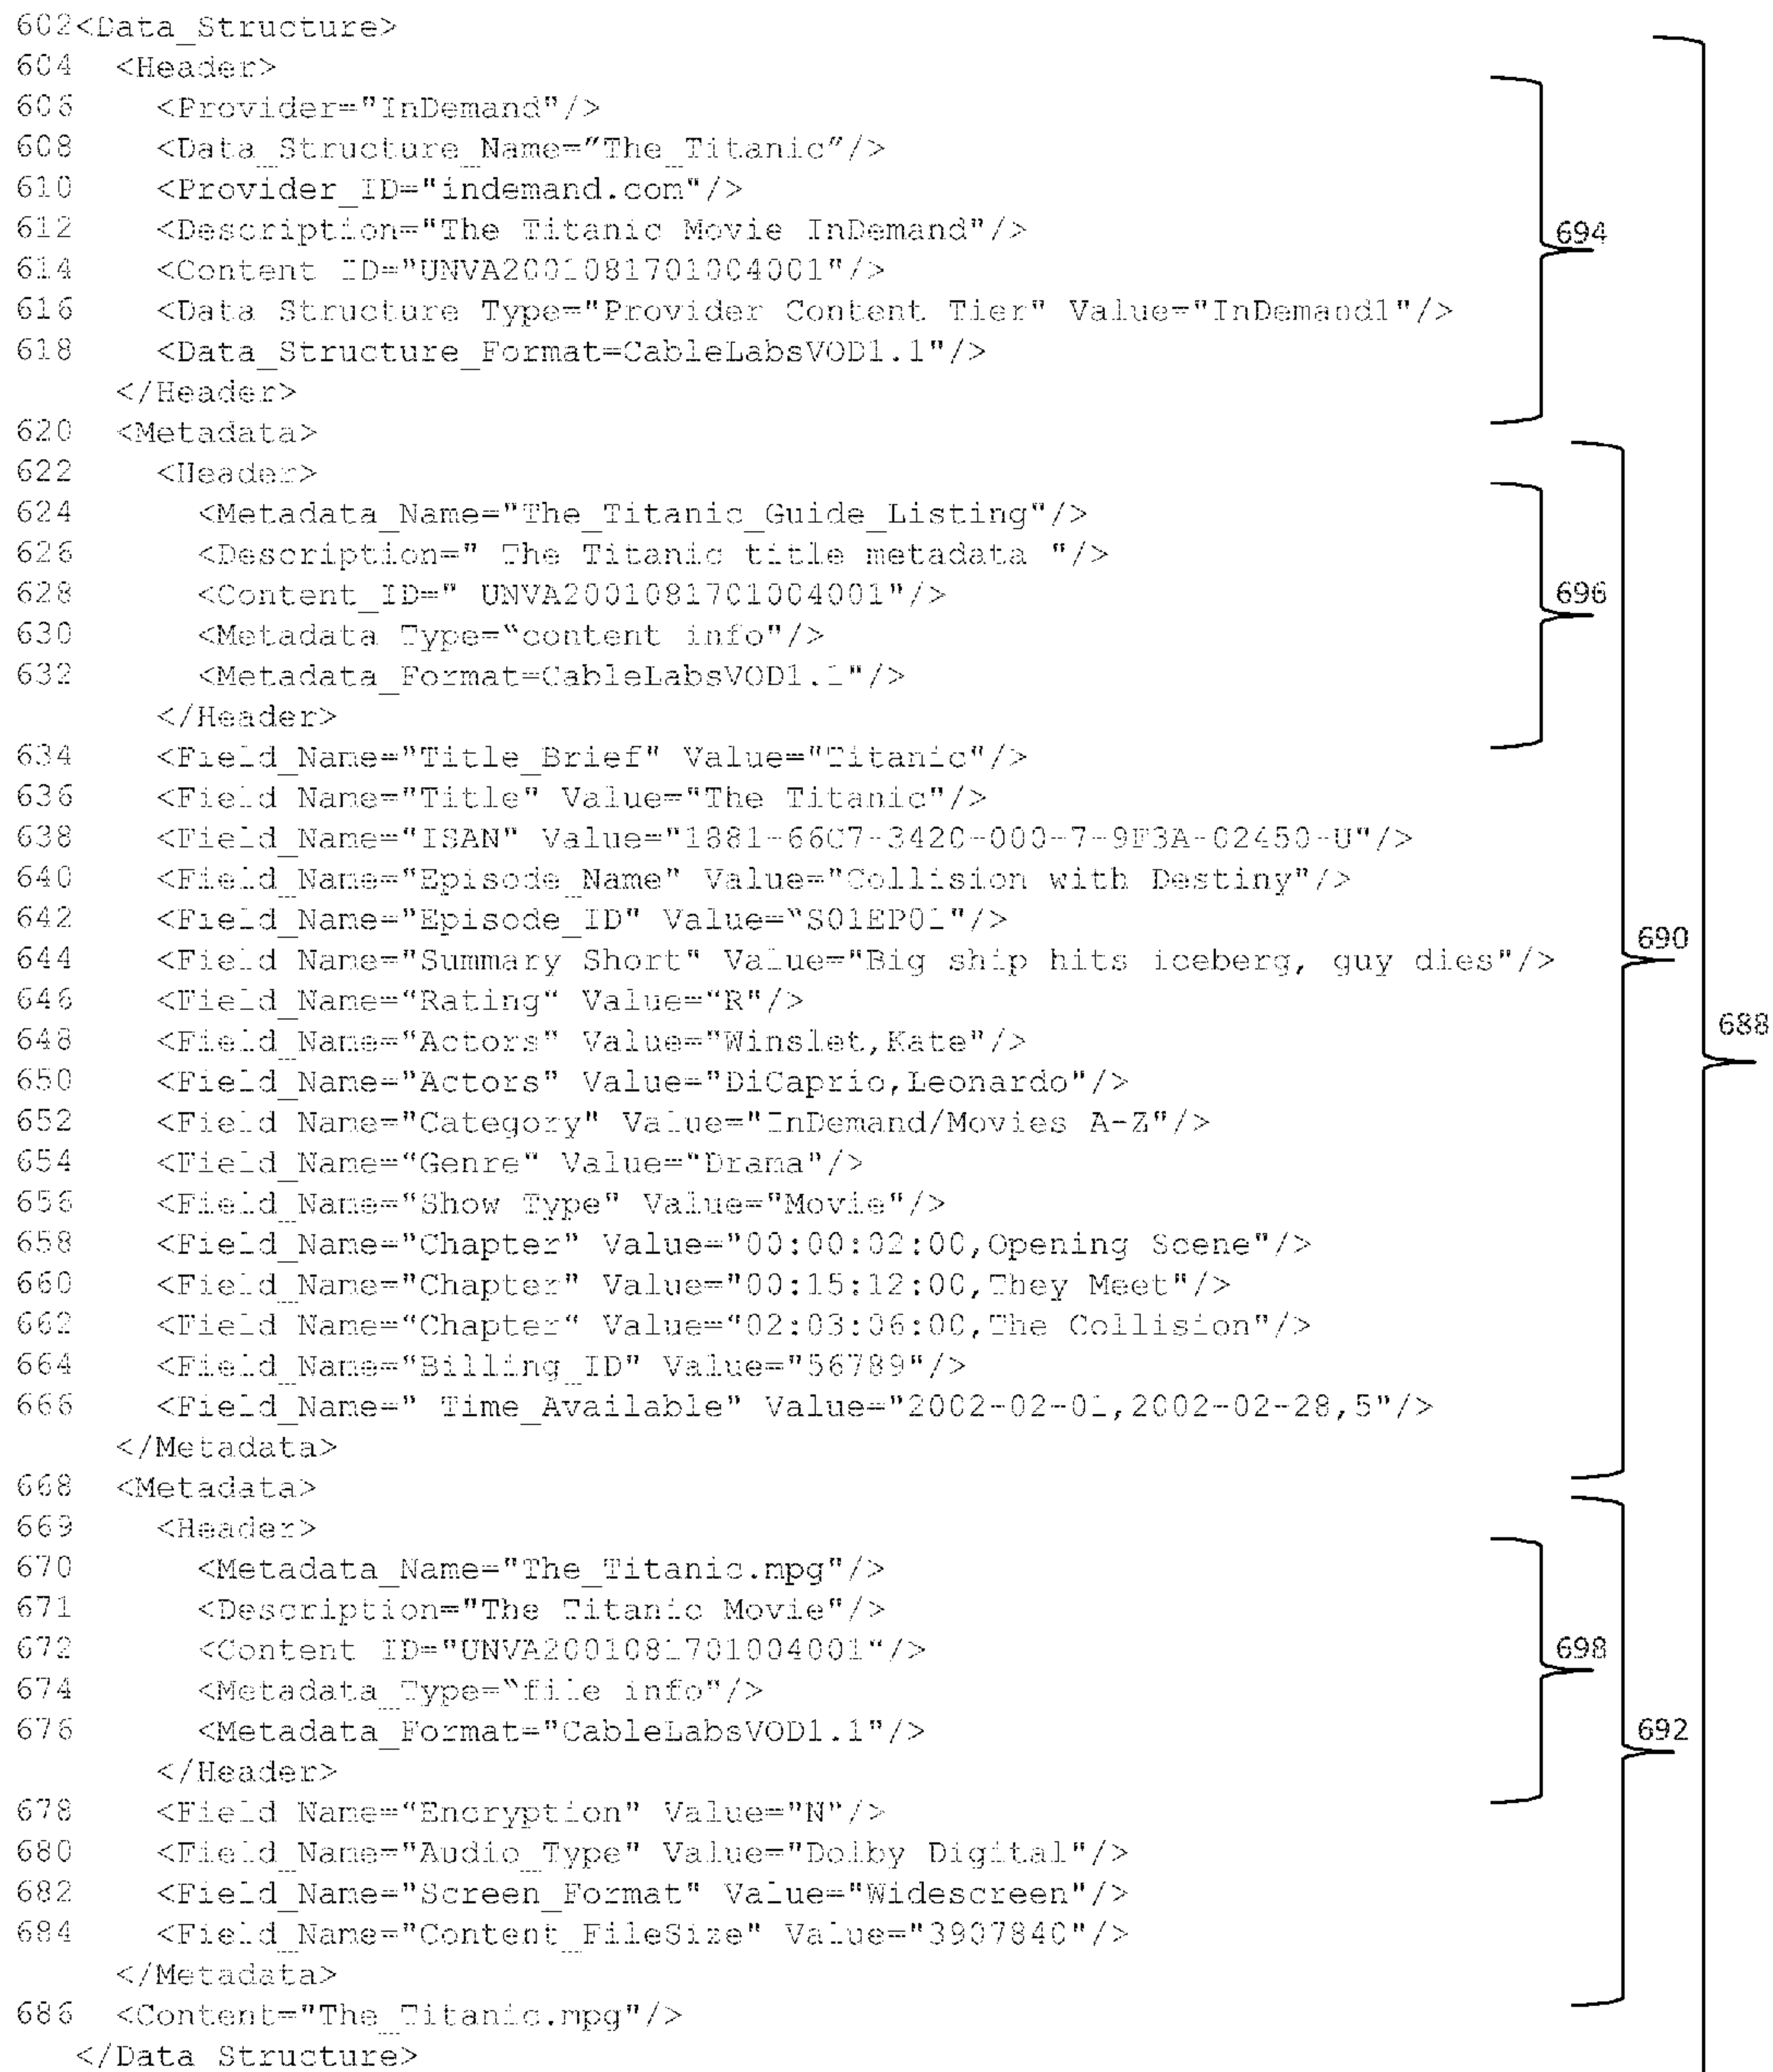 602<Data_Structure>
604 <Header>
606 <Provider="InDemand"/>
608 <Data_Structure_Name="The_Titanic"/>
610 <Provider_ID="indemand.com"/>
612 <Description="The Titanic Movie InDemand"/>
694
614 <Content_ID="UNVA2001081701004001"/>
616 <Data_Structure_Type="Provider_Content_Tier" Value="InDemand1"/>
618 <Data_Structure_Format=CableLabsVOD1.1"/>
</Header>
620 <Metadata>
622 <Header>
624 <Metadata_Name="The_Titanic_Guide_Listing"/>
626 <Description=" The Titanic title metadata "/>
628 <Content_ID=" UNVA2001081701004001"/>
696
630 <Metadata_Type="content info"/>
632 <Metadata_Format=CableLabsVOD1.1"/>
</Header>
634 <Field_Name="Title_Brief" Value="Titanic"/>
636 <Field_Name="Title" Value="The Titanic"/>
638 <Field_Name="ISAN" Value="1881-66C7-3420-000-7-9F3A-02450-U"/>
640 <Field_Name="Episode_Name" Value="Collision with Destiny"/>
642 <Field_Name="Episode_ID" Value="S01EP01"/>
690
644 <Field_Name="Summary_Short" Value="Big ship hits iceberg, guy dies"/>
646 <Field_Name="Rating" Value="R"/>
688
648 <Field_Name="Actors" Value="Winslet,Kate"/>
650 <Field_Name="Actors" Value="DiCaprio,Leonardo"/>
652 <Field_Name="Category" Value="InDemand/Movies A-Z"/>
654 <Field_Name="Genre" Value="Drama"/>
656 <Field_Name="Show_Type" Value="Movie"/>
658 <Field_Name="Chapter" Value="00:00:02:00,Opening Scene"/>
660 <Field_Name="Chapter" Value="00:15:12:00,They Meet"/>
662 <Field_Name="Chapter" Value="02:03:06:00,The Collision"/>
664 <Field_Name="Billing_ID" Value="56789"/>
666 <Field_Name=" Time_Available" Value="2002-02-01,2002-02-28,5"/>
</Metadata>
668 <Metadata>
669 <Header>
670 <Metadata_Name="The_Titanic.mpg"/>
671 <Description="The Titanic Movie"/>
672 <Content_ID="UNVA2001081701004001"/>
698
674 <Metadata_Type="file info"/>
676 <Metadata_Format="CableLabsVOD1.1"/>
692
</Header>
678 <Field_Name="Encryption" Value="N"/>
680 <Field_Name="Audio_Type" Value="Dolby Digital"/>
682 <Field_Name="Screen_Format" Value="Widescreen"/>
684 <Field_Name="Content_FileSize" Value="3907840"/>
</Metadata>
686 <Content="The_Titanic.mpg"/>
</Data_Structure>